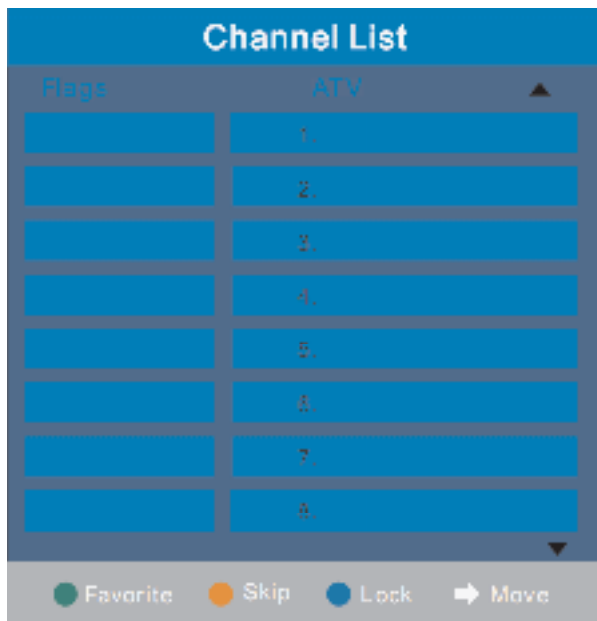 Channel List
Flags ATV
1.
2.
3.
4.
5.
6.
7.
8.
Favorite Skip Lock Move